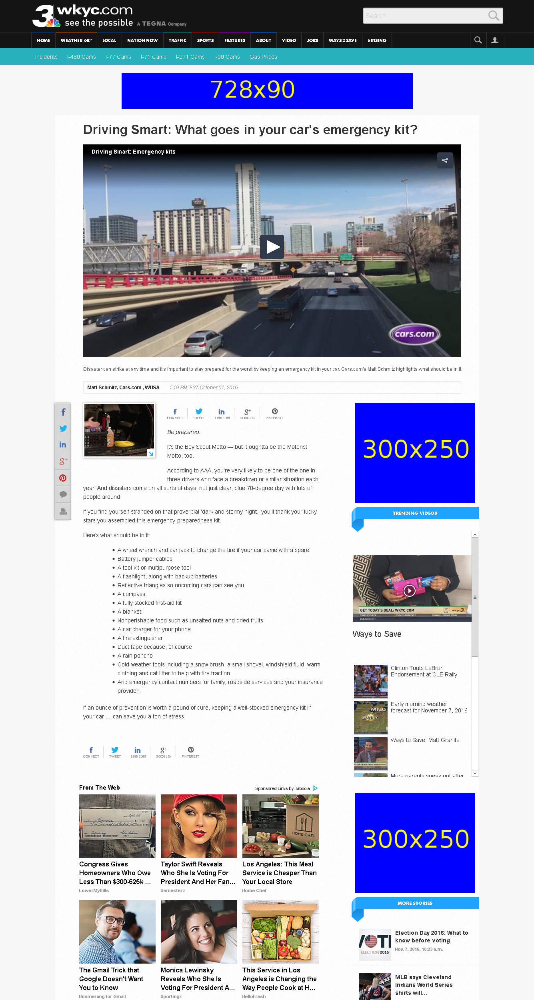 3 wkyc.com
see the possible A TEGNA Company
Search
HOME WEATHER 68° LOCAL NATION NOW TRAFFIC SPORTS FEATURES ABOUT VIDEO JOBS WAYS 2 SAVE #RISING
Incidents I-480 Cams I-77 Cams I-71 Cams I-271 Cams I-90 Cams Gas Prices
728x90
Driving Smart: What goes in your car's emergency kit?
Driving Smart: Emergency kits
cars.com
Disaster can strike at any time and it's important to stay prepared for the worst by keeping an emergency kit in your car. Cars.com's Matt Schmitz highlights what should be in it.
Matt Schmitz, Cars.com , WUSA 1:19 PM. EST October 07, 2016
CONNECT TWEET LINKEDIN GOOGLE+ PINTEREST
Be prepared.
It's the Boy Scout Motto — but it oughtta be the Motorist
Motto, too.
According to AAA, you're very likely to be one of the one in
three drivers who face a breakdown or similar situation each
year. And disasters come on all sorts of days, not just clear, blue 70-degree day with lots of
people around.
If you find yourself stranded on that proverbial 'dark and stormy night,' you'll thank your lucky
stars you assembled this emergency-preparedness kit.
Here's what should be in it:
• A wheel wrench and car jack to change the tire if your car came with a spare
• Battery jumper cables
• A tool kit or multipurpose tool
• A flashlight, along with backup batteries
• Reflective triangles so oncoming cars can see you
• A compass
• A fully stocked first-aid kit
• A blanket
• Nonperishable food such as unsalted nuts and dried fruits
• A car charger for your phone
• A fire extinguisher
• Duct tape because, of course
• A rain poncho
• Cold-weather tools including a snow brush, a small shovel, windshield fluid, warm
clothing and cat litter to help with tire traction
• And emergency contact numbers for family, roadside services and your insurance
provider.
If an ounce of prevention is worth a pound of cure, keeping a well-stocked emergency kit in
your car ... can save you a ton of stress.
CONNECT TWEET LINKEDIN GOOGLE+ PINTEREST
300x250
TRENDING VIDEOS
GET TODAY'S DEAL: WKYC.COM
wkyc 3
TRAFFIC CHECK TODAY'S FORECAST CHANNEL 3 NEWS TODAY
Ways to Save
Clinton Touts LeBron
Endorsement at CLE Rally
MILD
SUNNY
Early morning weather
forecast for November 7, 2016
Ways to Save: Matt Granite
More parents speak out after
From The Web
Sponsored Links by Taboola
April
Homeowner
HOME CHEF
Congress Gives
Homeowners Who Owe
Less Than $300-625k ...
LowerMyBills
Taylor Swift Reveals
Who She Is Voting For
President And Her Fan...
Semesterz
Los Angeles: This Meal
Service is Cheaper Than
Your Local Store
Home Chef
The Gmail Trick that
Google Doesn't Want
You to Know
Boomerang for Gmail
Monica Lewinsky
Reveals Who She Is
Voting For President A...
Sportingz
This Service in Los
Angeles is Changing the
Way People Cook at H...
HelloFresh
300x250
MORE STORIES
ELECTION 2016
Election Day 2016: What to
know before voting
Nov. 7, 2016, 10:23 a.m.
MLB says Cleveland
Indians World Series
shirts will...